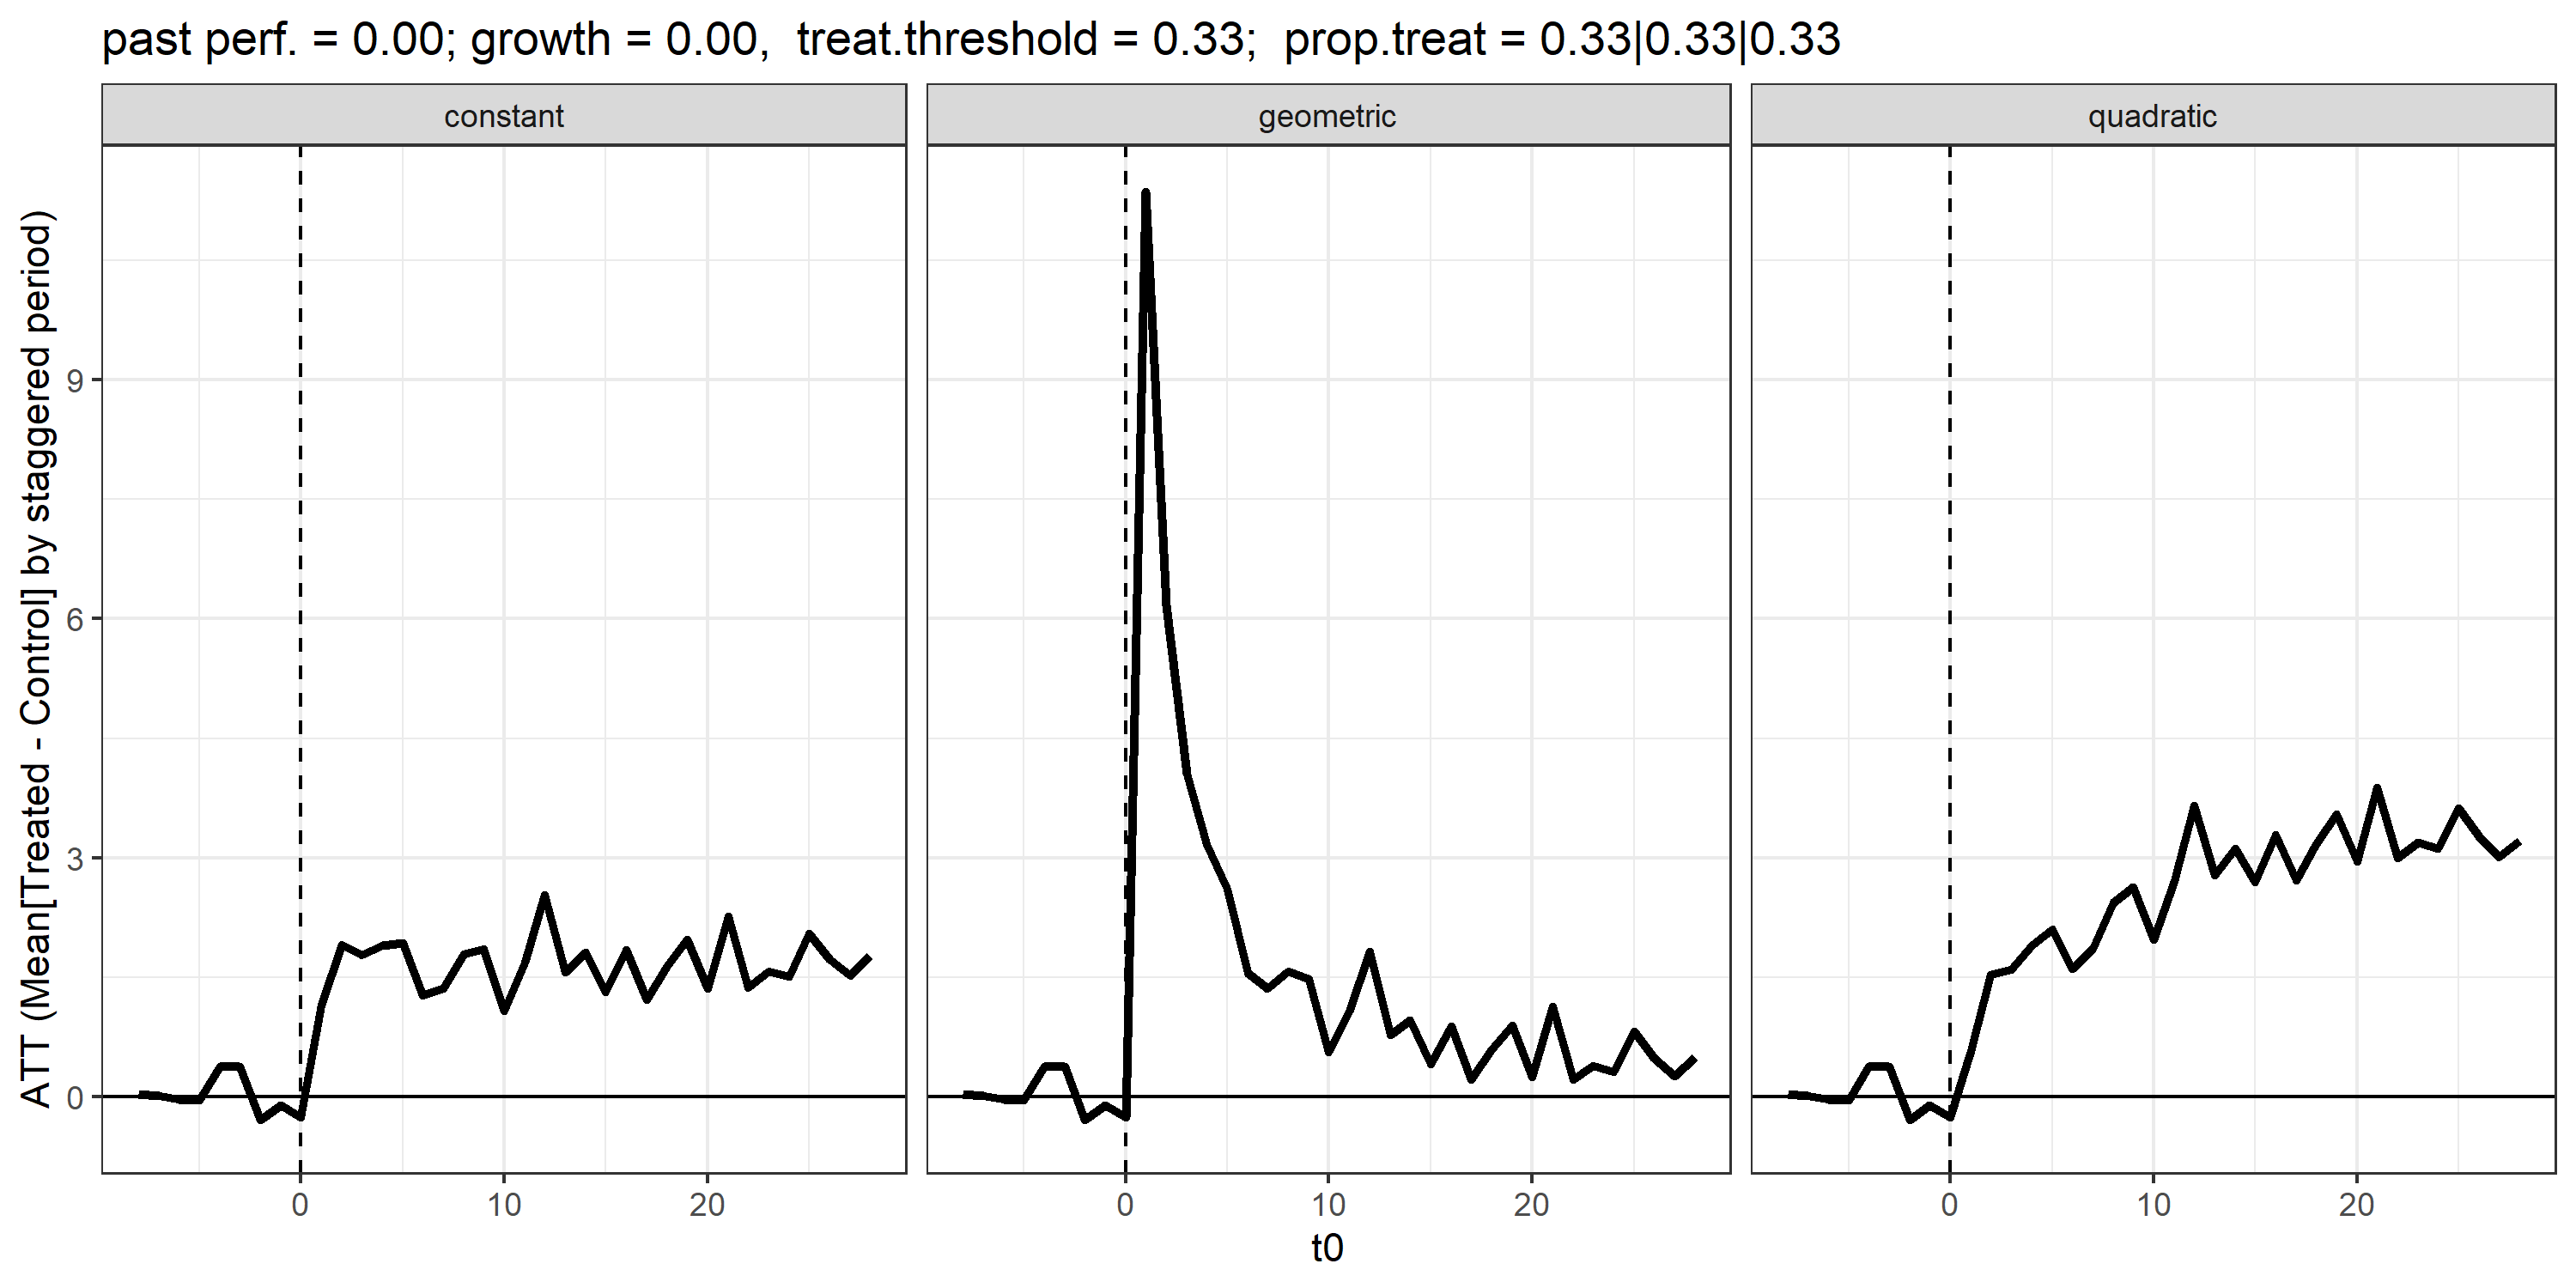 past perf. = 0.00; growth = 0.00,  treat.threshold = 0.33;  prop.treat = 0.33|0.33|0.33
constant
geometric
quadratic
ATT (Mean[Treated - Control] by staggered period)
9
6
3
0
0 10 20
0 10 20
0 10 20
t0